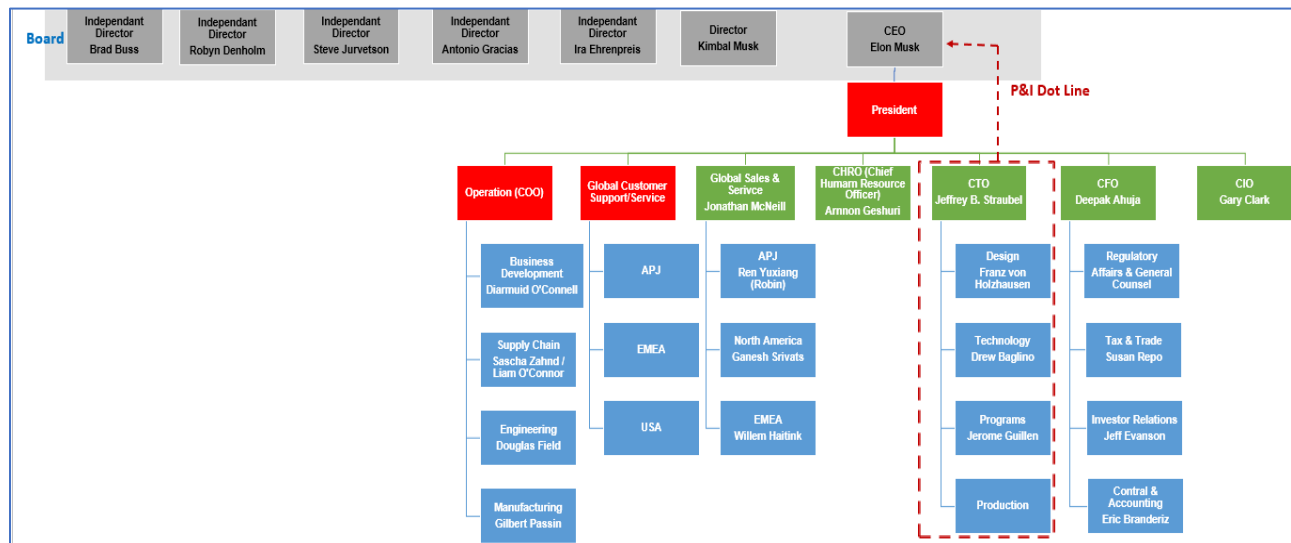 Board
Independant
Director
Brad Buss
Independant
Director
Robyn Denholm
Independant
Director
Steve Jurvetson
Independant
Director
Antonio Gracias
Independant
Director
Ira Ehrenpreis
Director
Kimbal Musk
CEO
Elon Musk
P&I Dot Line
President
Operation (COO)
Global Customer
Support/Service
Global Sales &
Serivce
Jonathan McNeill
CHRO (Chief
Humarn Resource
Officer)
Arnnon Geshuri
CTO
Jeffrey B. Straubel
CFO
Deepak Ahuja
CIO
Gary Clark
Business
Development
Diarmuid O'Connell
APJ
APJ
Ren Yuxiang
(Robin)
Design
Franz von
Holzhausen
Regulatory
Affairs & General
Counsel
Supply Chain
Sascha Zahnd /
Liam O'Connor
EMEA
North America
Ganesh Srivats
Technology
Drew Baglino
Tax & Trade
Susan Repo
Engineering
Douglas Field
USA
EMEA
Willem Haitink
Programs
Jerome Guillen
Investor Relations
Jeff Evanson
Manufacturing
Gilbert Passin
Production
Contral &
Accounting
Eric Branderiz